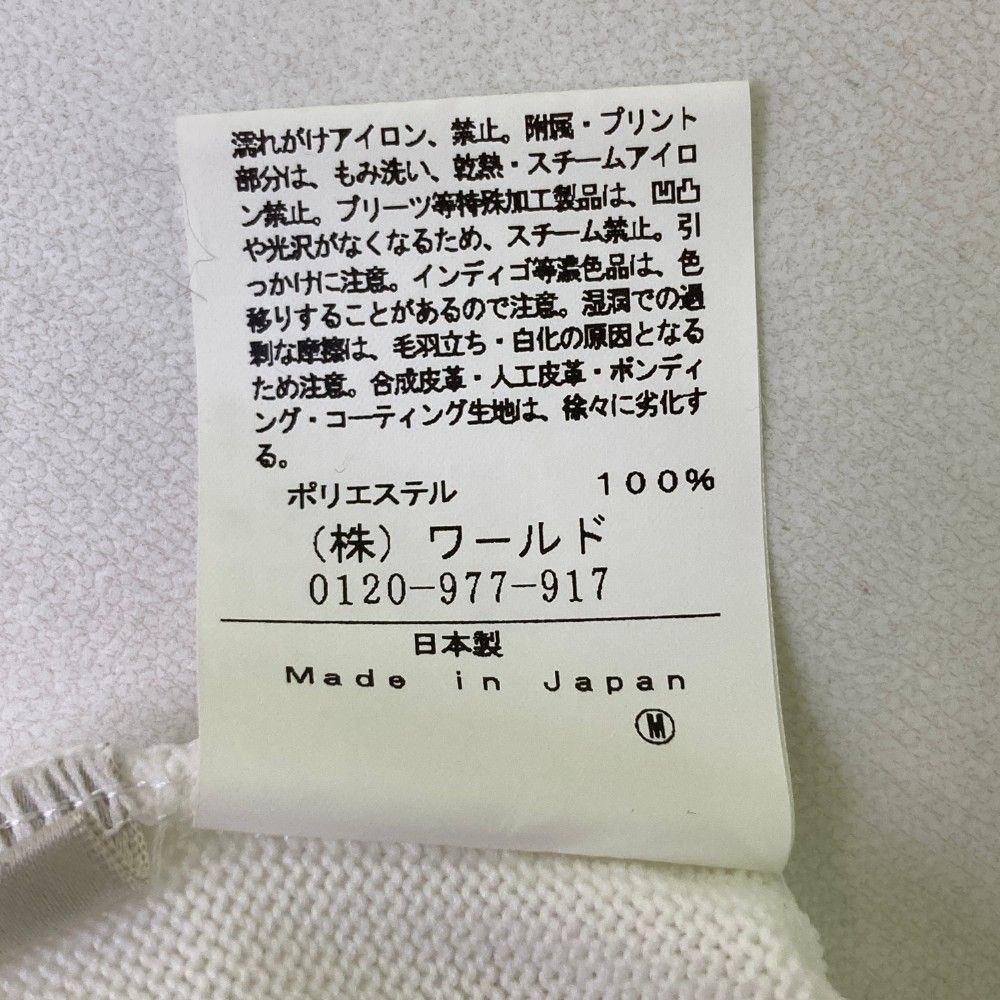 濡れがけアイロン、禁止。附属・プリント
部分は、もみ洗い、乾熱・スチームアイロ
ン禁止。プリーツ等特殊加工製品は、凹凸
や光沢がなくなるため、スチーム禁止。引
っかけに注意。インディゴ等濃色品は、色
移りすることがあるので注意。湿潤での過
剰な摩擦は、毛羽立ち・白化の原因となる
ため注意。合成皮革・人工皮革・ボンディ
ング・コーティング生地は、徐々に劣化す
る。
ポリエステル 100%
(株) ワールド
0120-977-917
日本製
Made in Japan
Ⓜ